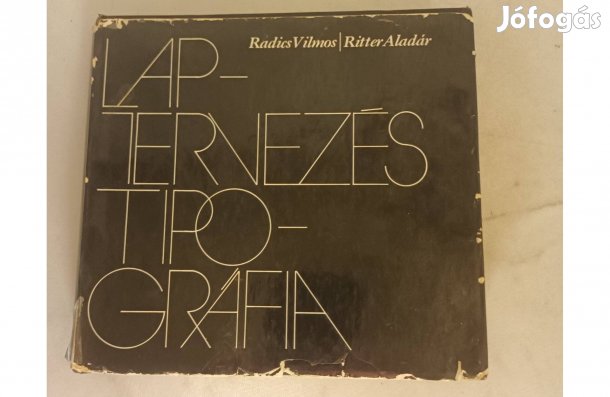 Jófogás
Radics Vilmos | Ritter Aladár
LAP-
TERVEZÉS
TIPO-
GRÁFIA